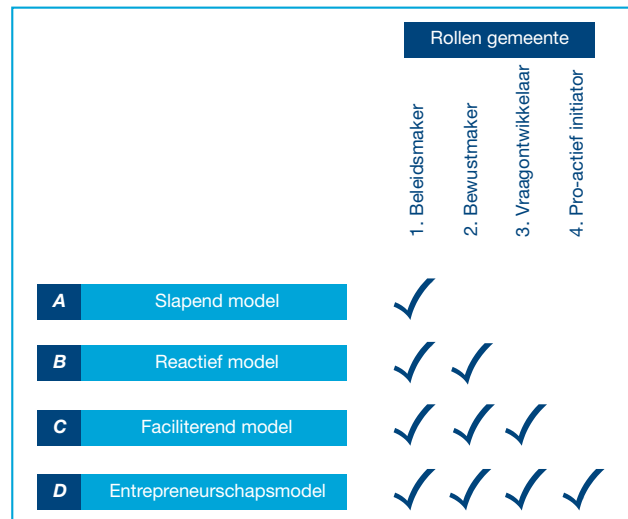 Rollen gemeente
1. Beleidsmaker
2. Bewustmaker
3. Vraagontwikkelaar
4. Pro-actief initiator
A Slapend model
B Reactief model
C Faciliterend model
D Entrepreneurschapsmodel